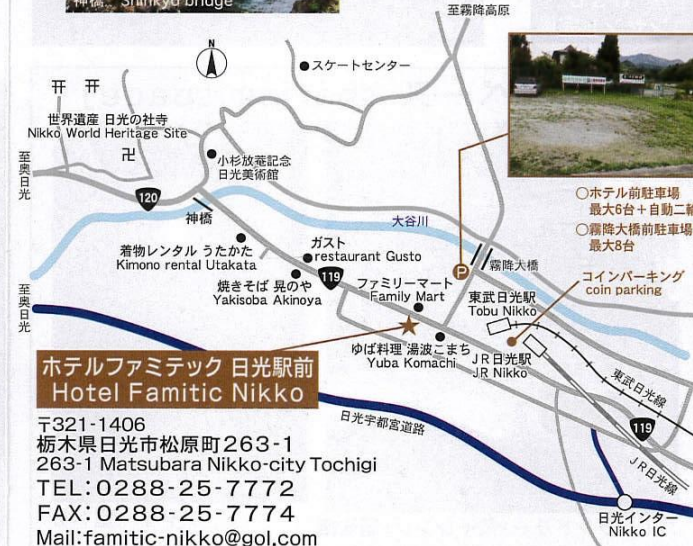 神橋 Shinkyo bridge
至霧降高原
N
スケートセンター
世界遺産 日光の社寺
Nikko World Heritage Site
卍
至奥日光
小杉放菴記念
日光美術館
120
神橋
大谷川
○ホテル前駐車場
最大6台+自動二輪
○霧降大橋前駐車場
最大8台
着物レンタル うたかた
Kimono rental Utakata
ガスト
restaurant Gusto
119
焼きそば 晃のや
Yakisoba Akinoya
ファミリーマート
Family Mart
P
霧降大橋
コインパーキング
coin parking
東武日光駅
Tobu Nikko
至奥日光
ゆば料理 湯波こまち
Yuba Komachi
JR日光駅
JR Nikko
東武日光線
119
JR日光線
日光宇都宮道路
日光インター
Nikko IC
ホテルファミテック 日光駅前
Hotel Famitic Nikko
〒321-1406
栃木県日光市松原町263-1
263-1 Matsubara Nikko-city Tochigi
TEL:0288-25-7772
FAX:0288-25-7774
Mail:famitic-nikko@gol.com